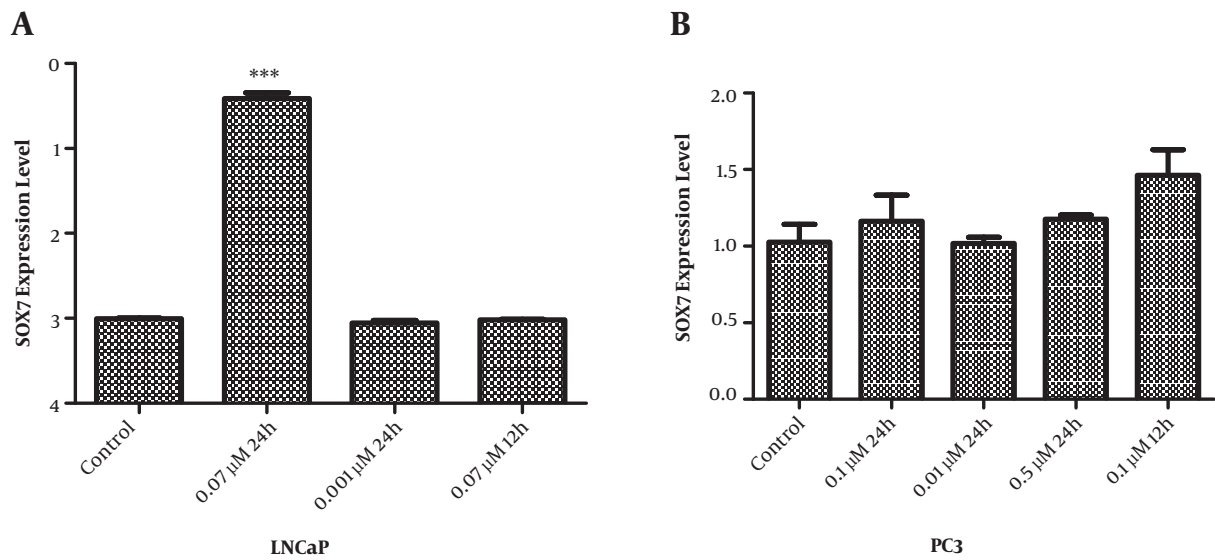 A
SOX7 Expression Level
0
1
2
3
4
***
Control
0.07 µM 24h
0.001 µM 24h
0.07 µM 12h
LNCaP
B
SOX7 Expression Level
2.0
1.5
1.0
0.5
0.0
Control
0.1 µM 24h
0.01 µM 24h
0.5 µM 24h
0.1 µM 12h
PC3